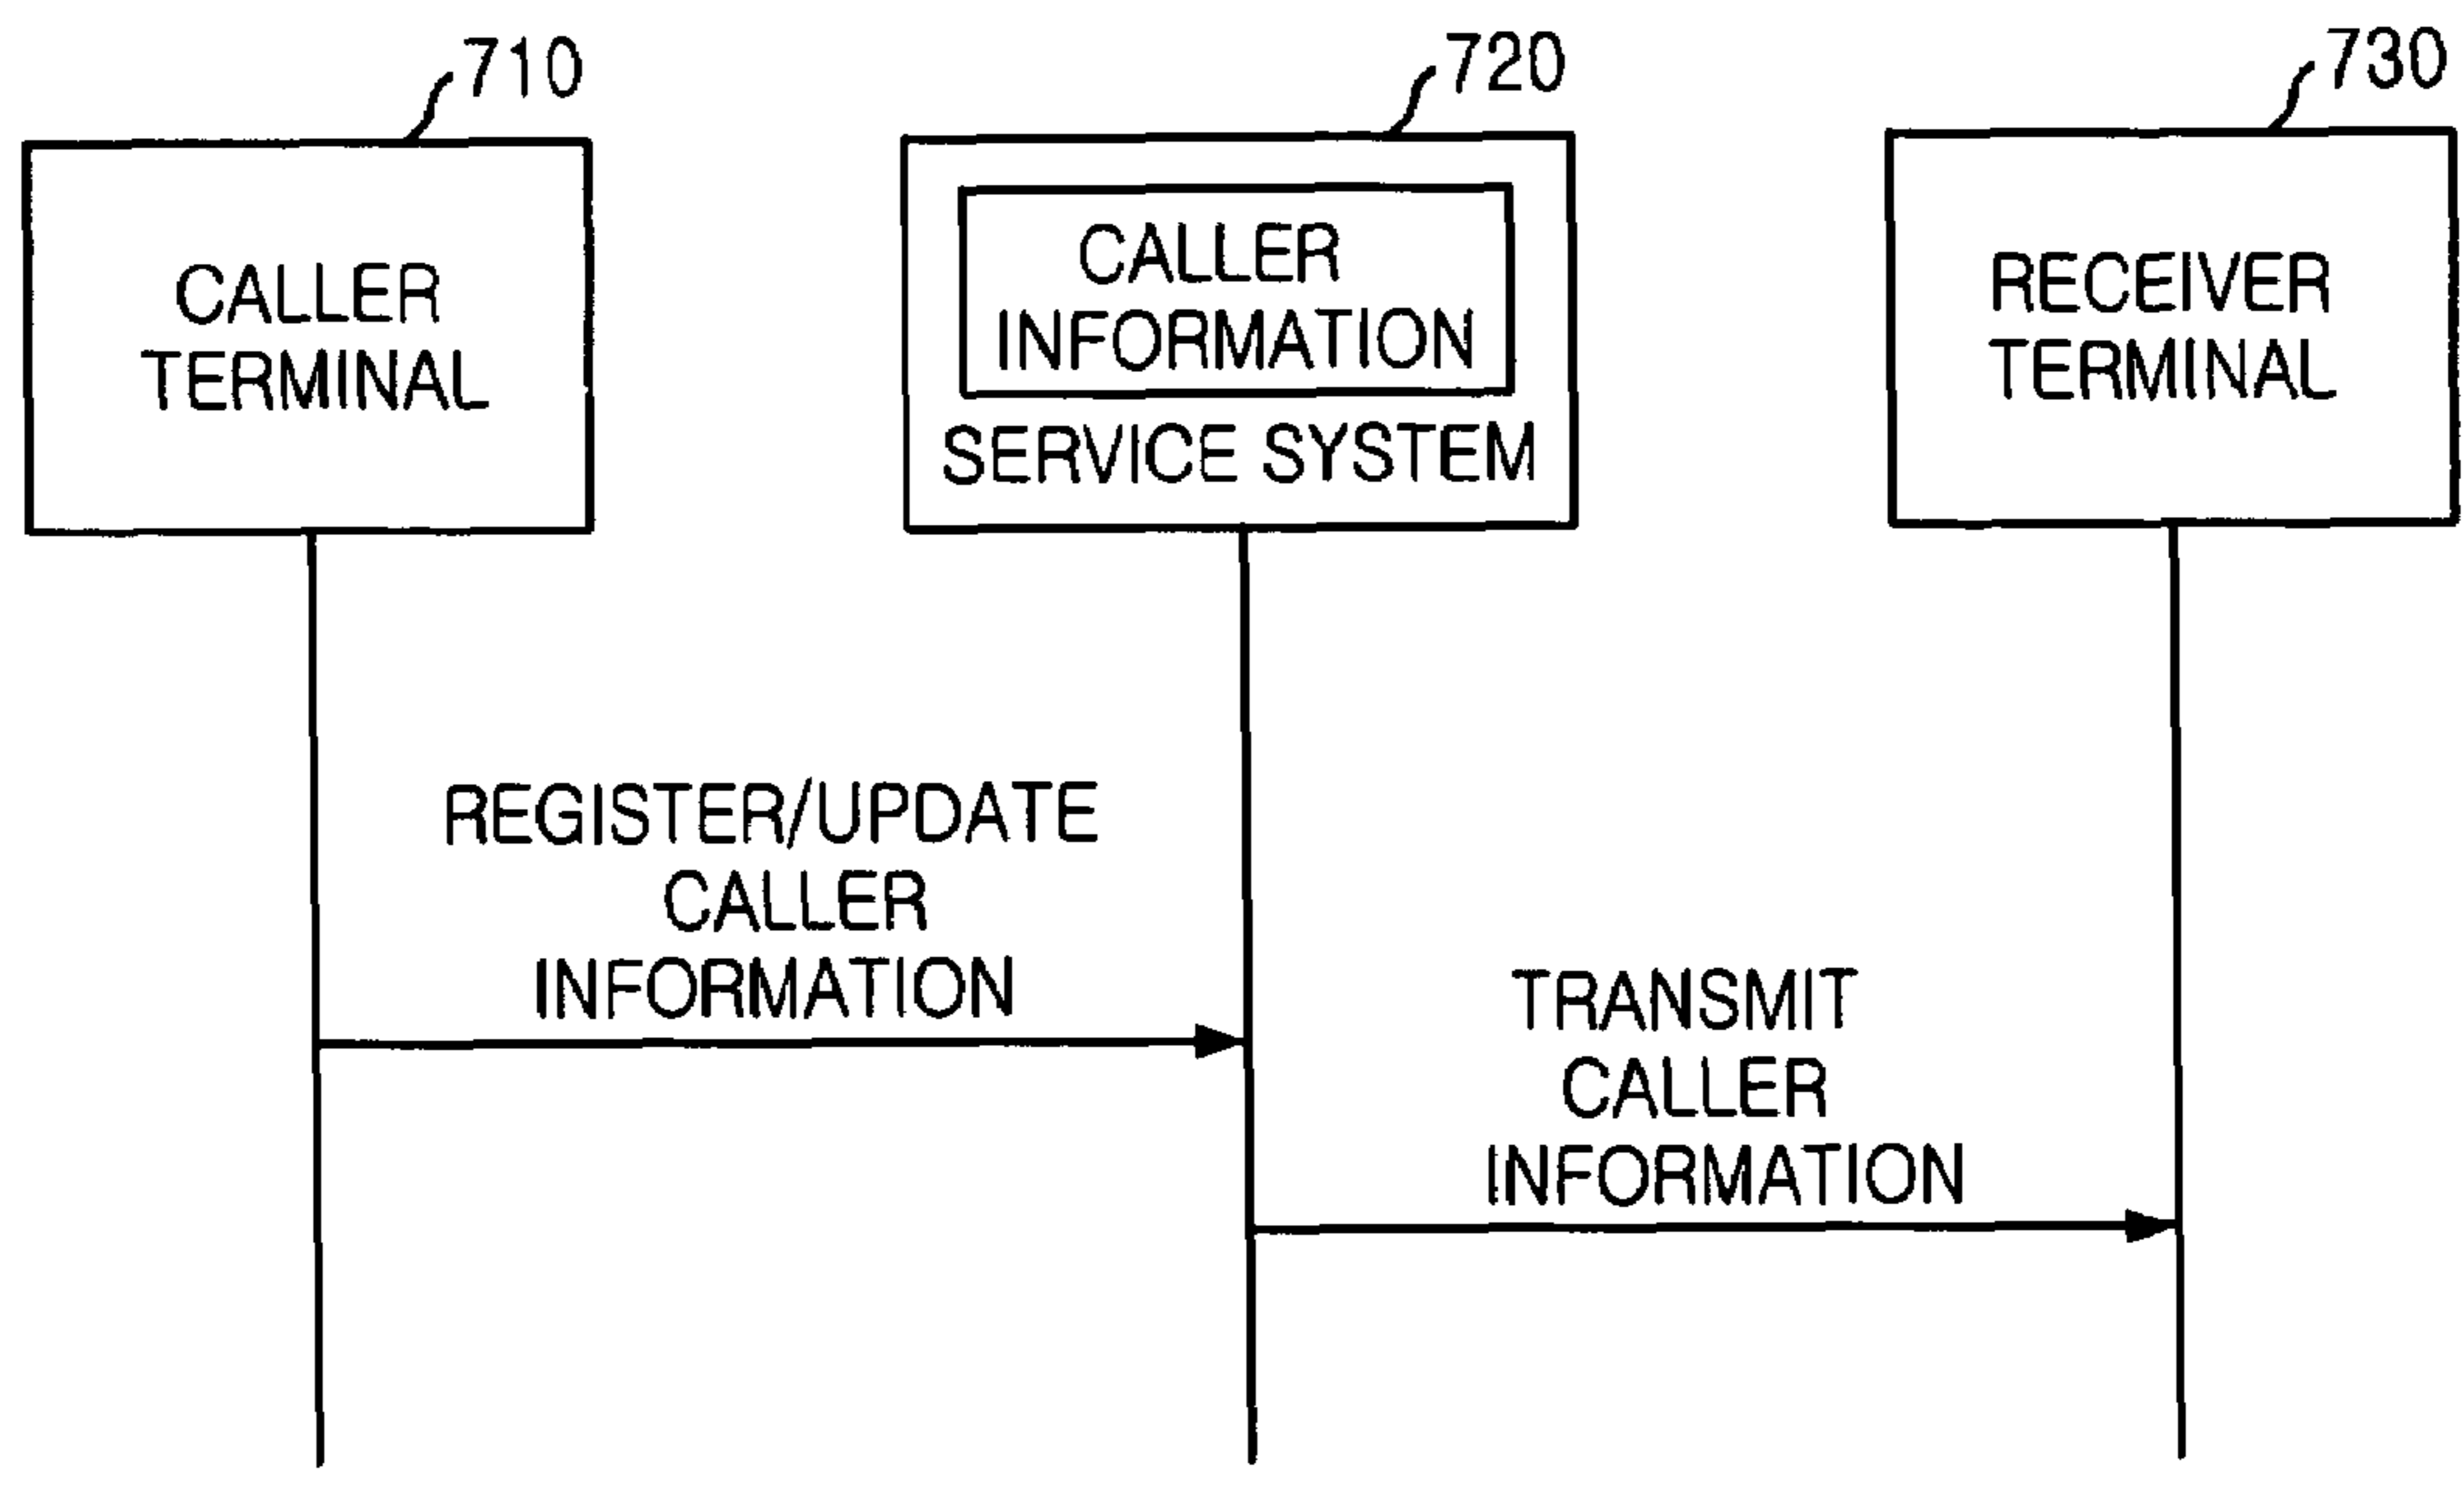 710
720
730
CALLER
TERMINAL
CALLER
INFORMATION
SERVICE SYSTEM
RECEIVER
TERMINAL
REGISTER/UPDATE
CALLER
INFORMATION
TRANSMIT
CALLER
INFORMATION